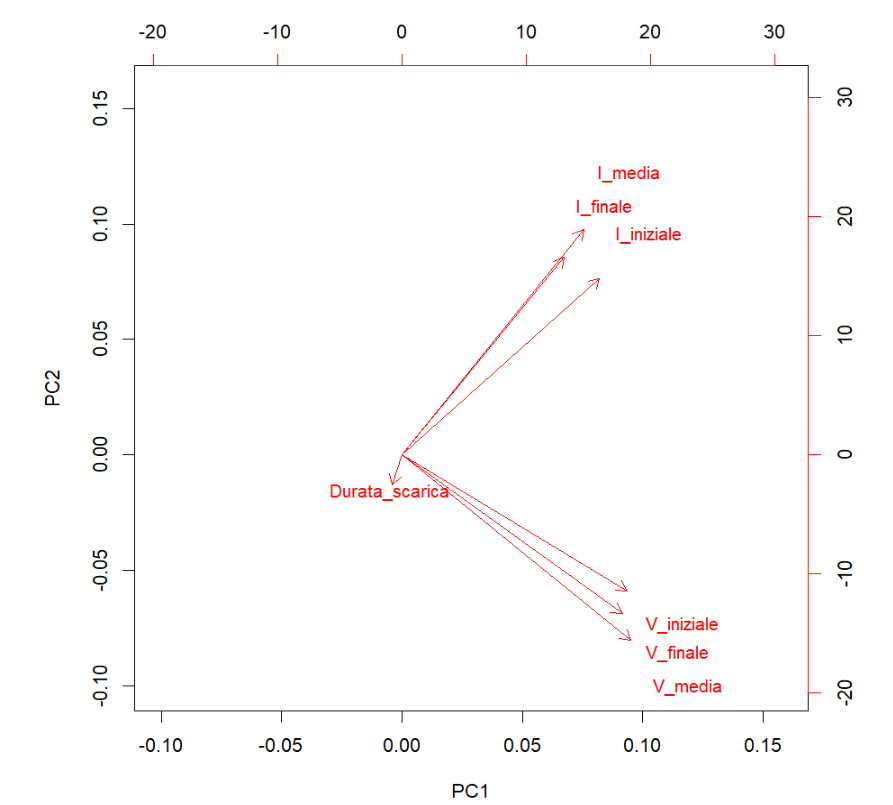 -20 -10 0 10 20 30
I_media
I_finale
I_iniziale
Durata_scarica
V_iniziale
V_finale
V_media
0.15
0.10
0.05
0.00
-0.05
-0.10
PC2
30
20
10
0
-10
-20
-0.10 -0.05 0.00 0.05 0.10 0.15
PC1